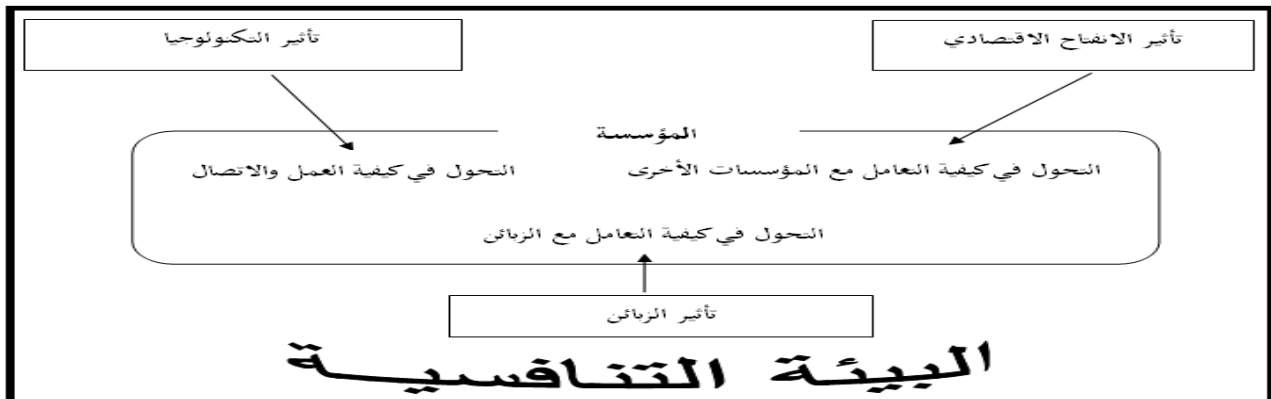 تأثير الانفتاح الاقتصادي
تأثير التكنولوجيا
المؤسسة
التحول في كيفية التعامل مع المؤسسات الأخرى
التحول في كيفية العمل والاتصال
التحول في كيفية التعامل مع الزبائن
تأثير الزبائن
البيئة التنافسية